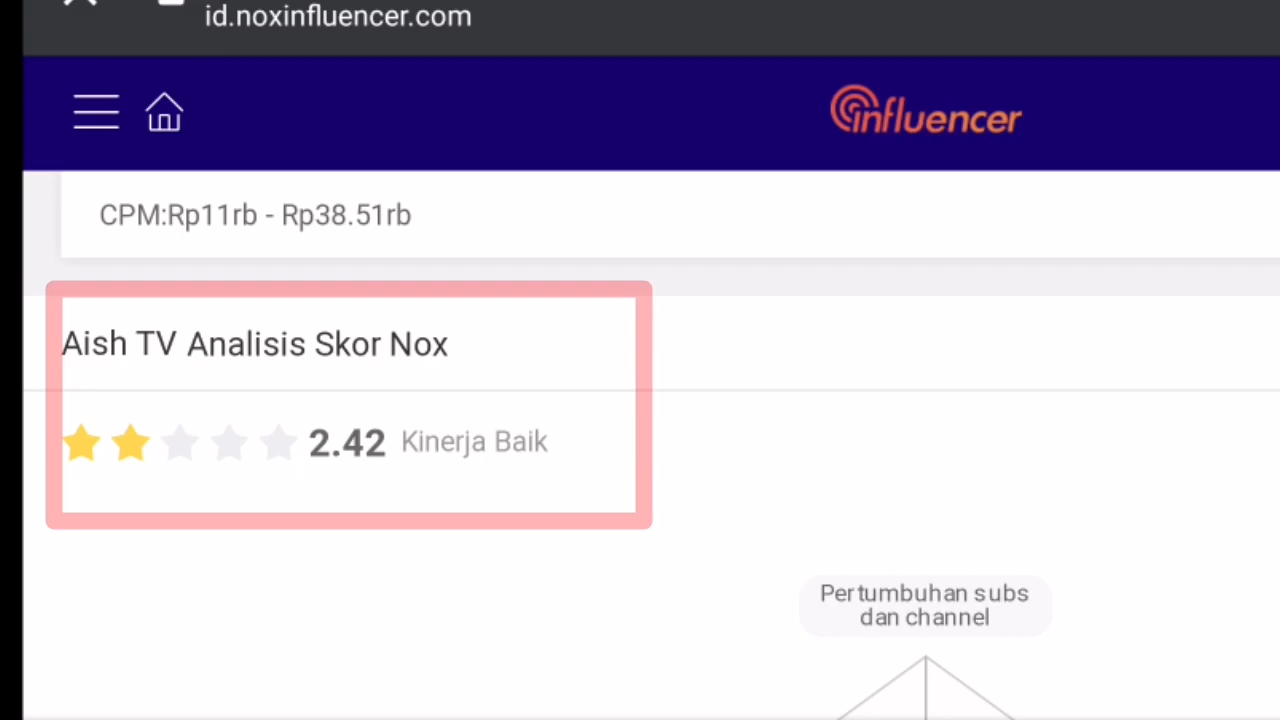 id.noxinfluencer.com
influencer
CPM:Rp11rb - Rp38.51rb
Aish TV Analisis Skor Nox
2.42 Kinerja Baik
Pertumbuhan subs
dan channel